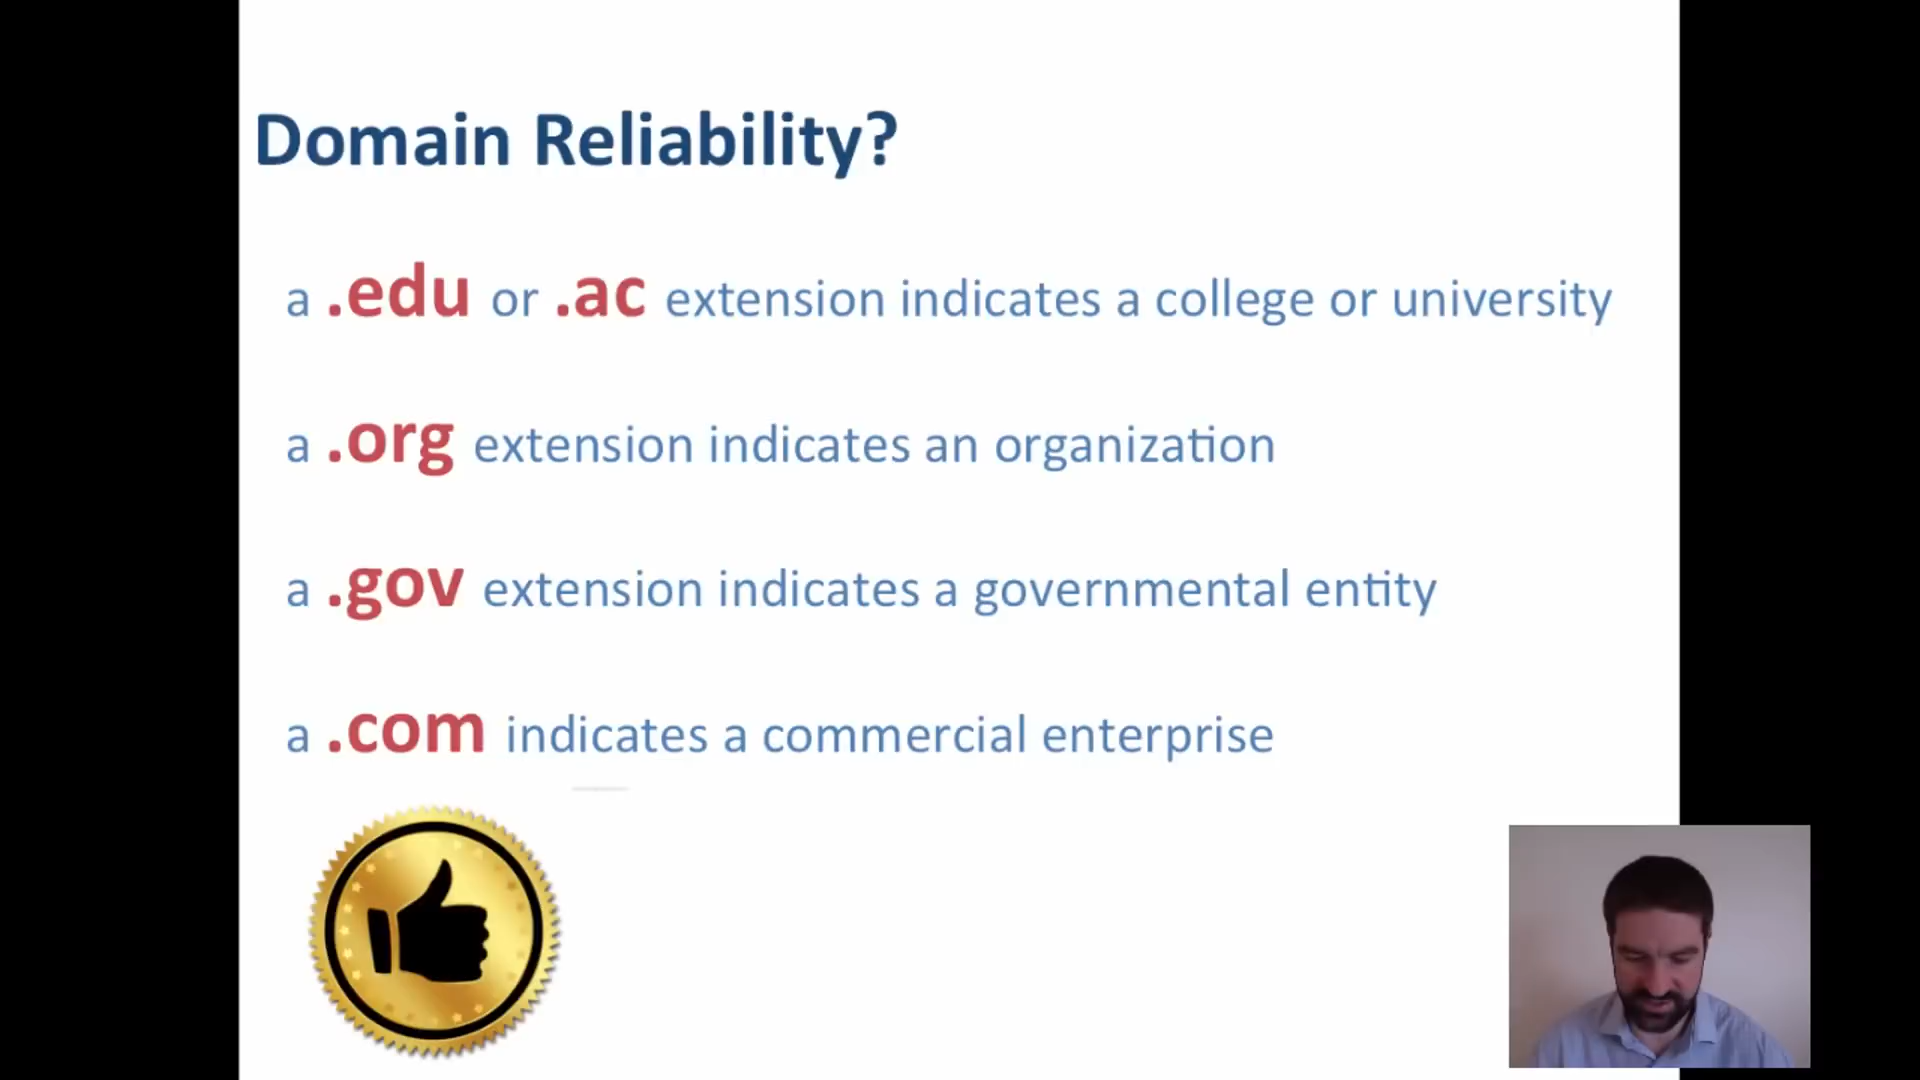 Domain Reliability?
a .edu or .ac extension indicates a college or university
a .org extension indicates an organization
a .gov extension indicates a governmental entity
a .com indicates a commercial enterprise